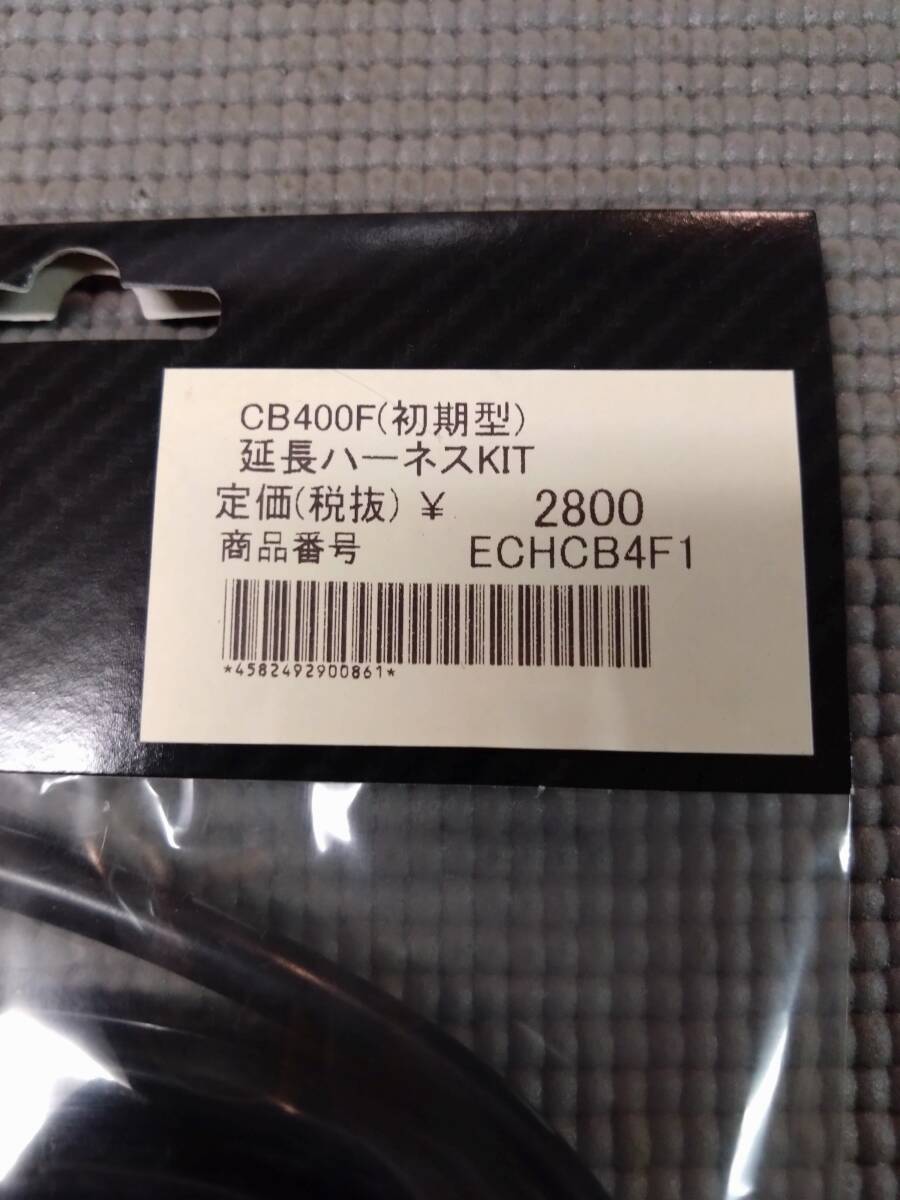 CB400F(初期型)
延長ハーネスKIT
定価(税抜) ¥ 2800
商品番号 ECHCB4F1
*4582492900861*